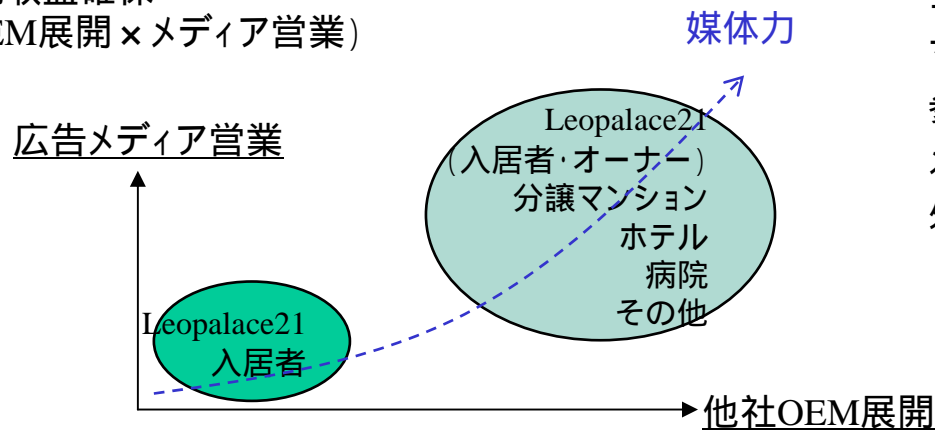 EM展開×メディア営業)
媒体力
広告メディア営業
Leopalace21
(入居者・オーナー)
分譲マンション
ホテル
病院
その他
Leopalace21
入居者
他社OEM展開